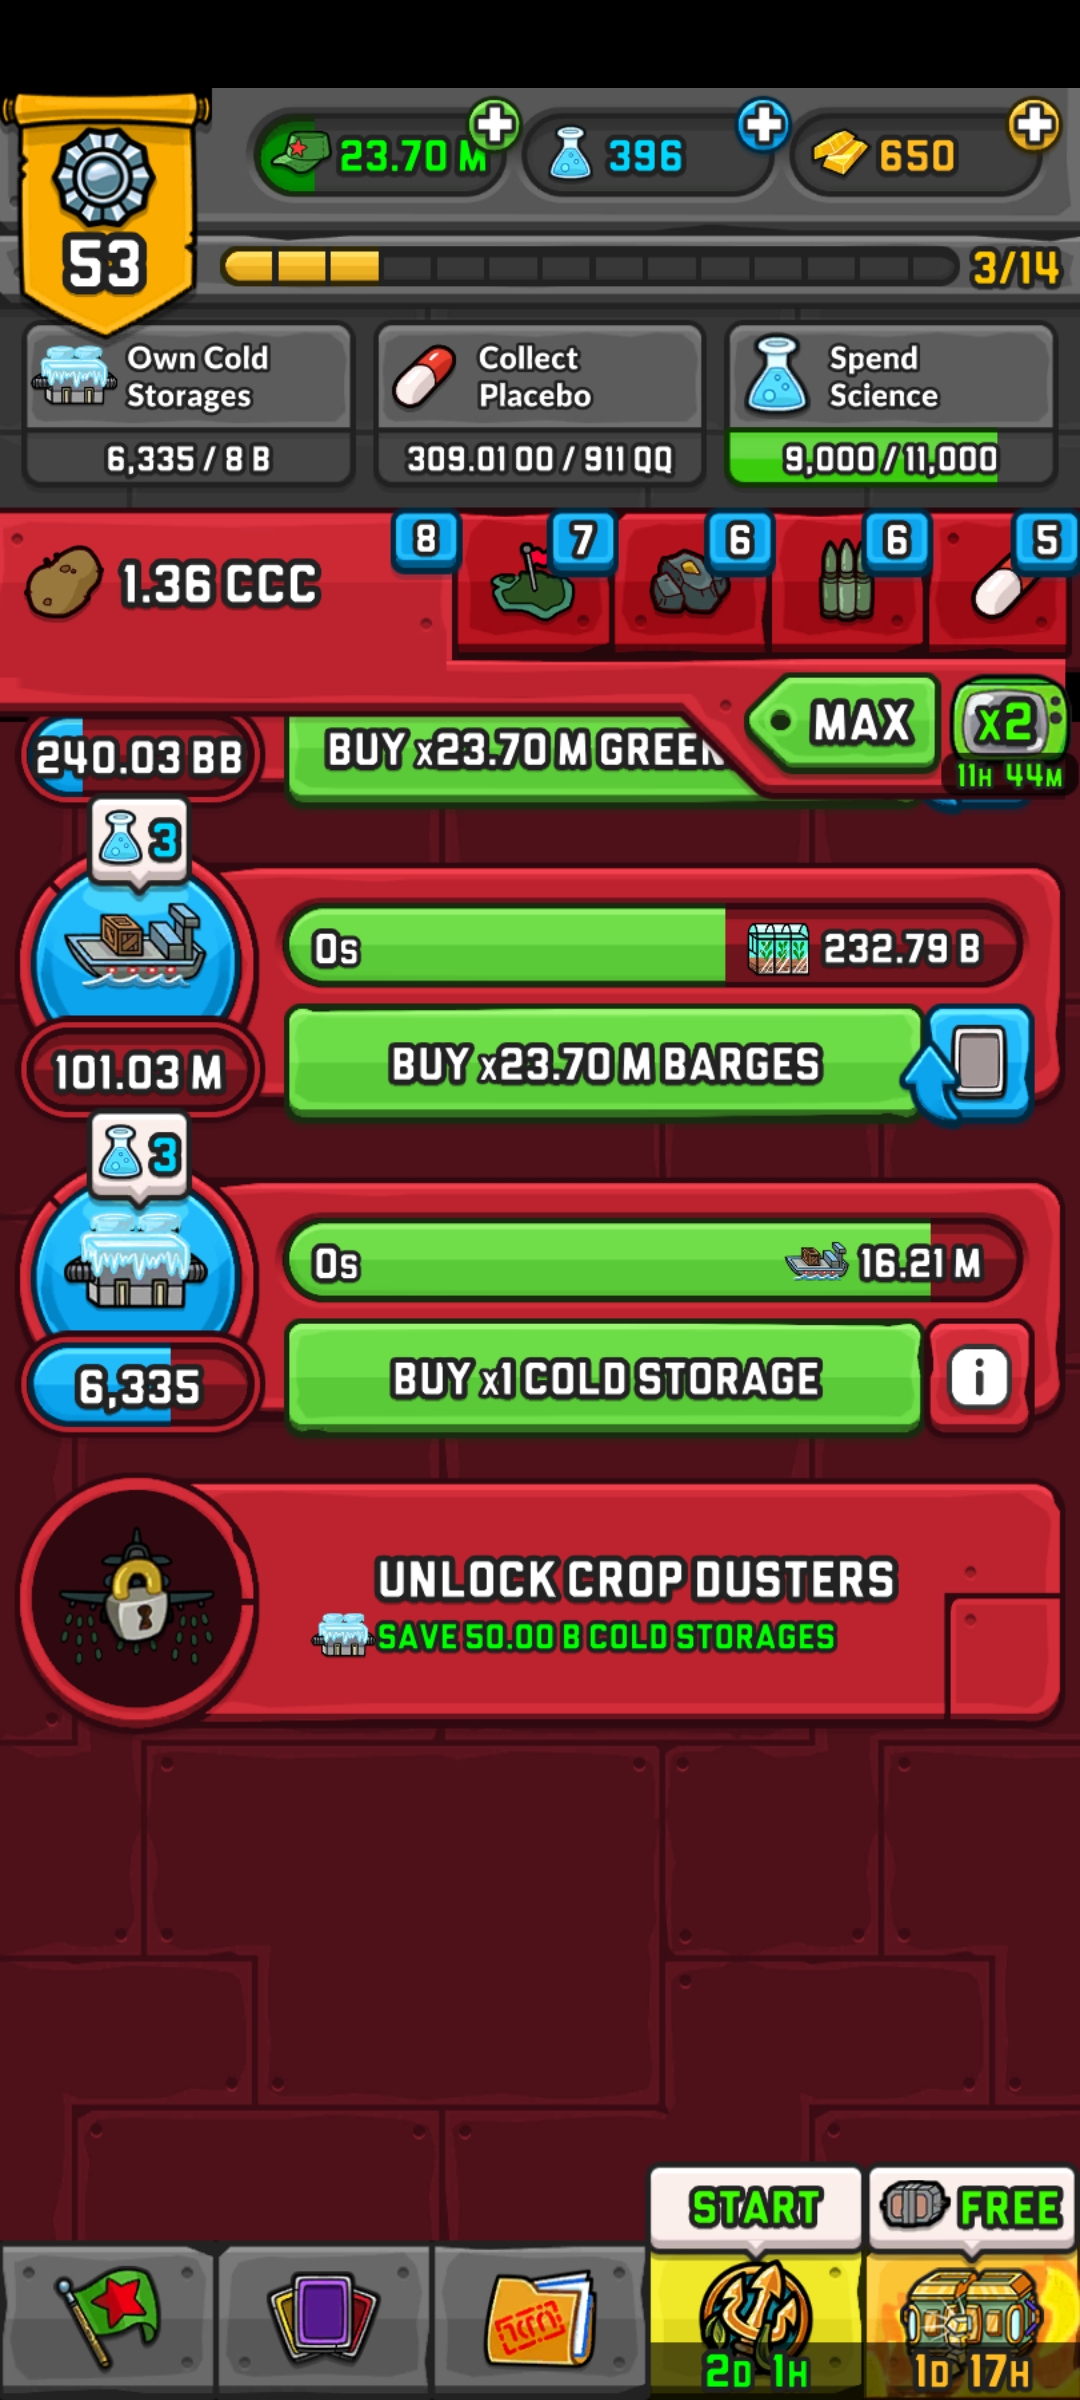 53
23.70 M
396
650
3/14
Own Cold
Storages
6,335 / 8 B
Collect
Placebo
309.01 OO / 911 QQ
Spend
Science
9,000 / 11,000
1.36 CCC
8
7
6
6
5
MAX
x2
11H 44M
240.03 BB
BUY x23.70 M GREEN
3
0s
232.79 B
101.03 M
BUY x23.70 M BARGES
3
0s
16.21 M
6,335
BUY x1 COLD STORAGE
i
UNLOCK CROP DUSTERS
SAVE 50.00 B COLD STORAGES
START
FREE
2D 1H
1D 17H